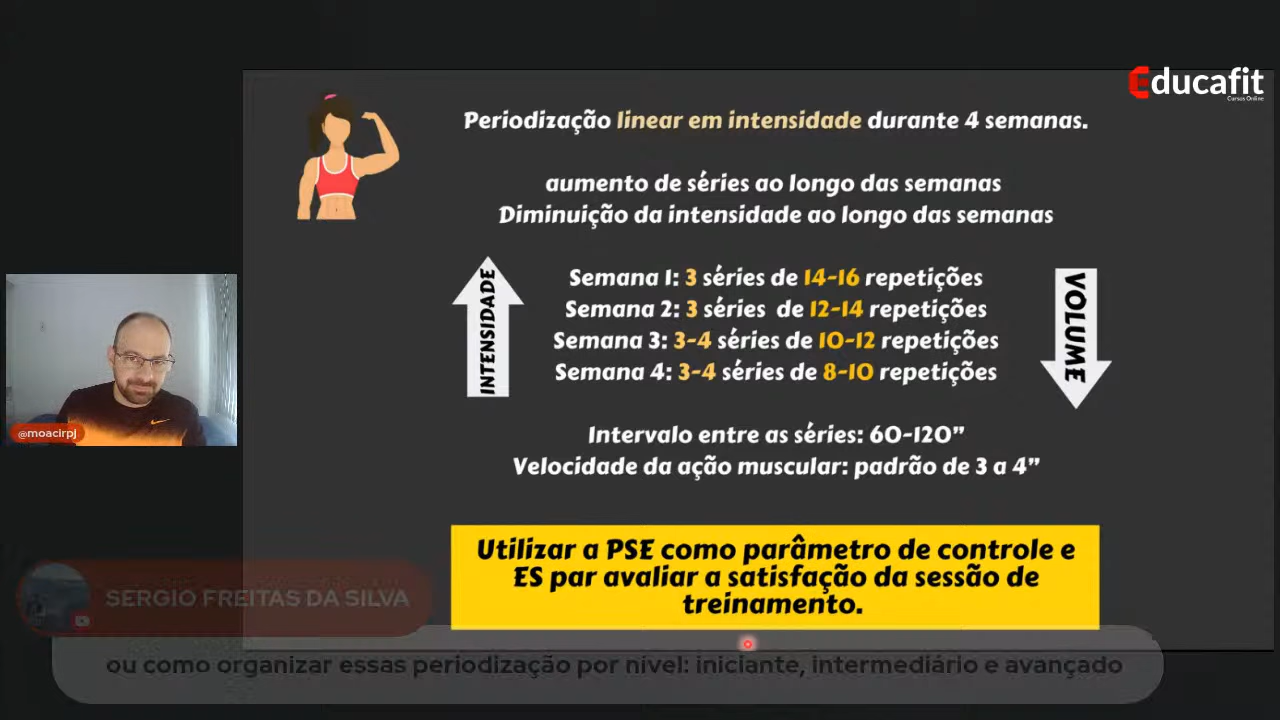 Educafit
Cursos Online
Periodização linear em intensidade durante 4 semanas.
aumento de séries ao longo das semanas
Diminuição da intensidade ao longo das semanas
INTENSIDADE
Semana 1: 3 séries de 14-16 repetições
Semana 2: 3 séries de 12-14 repetições
Semana 3: 3-4 séries de 10-12 repetições
Semana 4: 3-4 séries de 8-10 repetições
VOLUME
Intervalo entre as séries: 60-120”
Velocidade da ação muscular: padrão de 3 a 4”
@moacirpj
Utilizar a PSE como parâmetro de controle e
ES par avaliar a satisfação da sessão de
treinamento.
SERGIO FREITAS DA SILVA
ou como organizar essas periodização por nivel: iniciante, intermediário e avançado